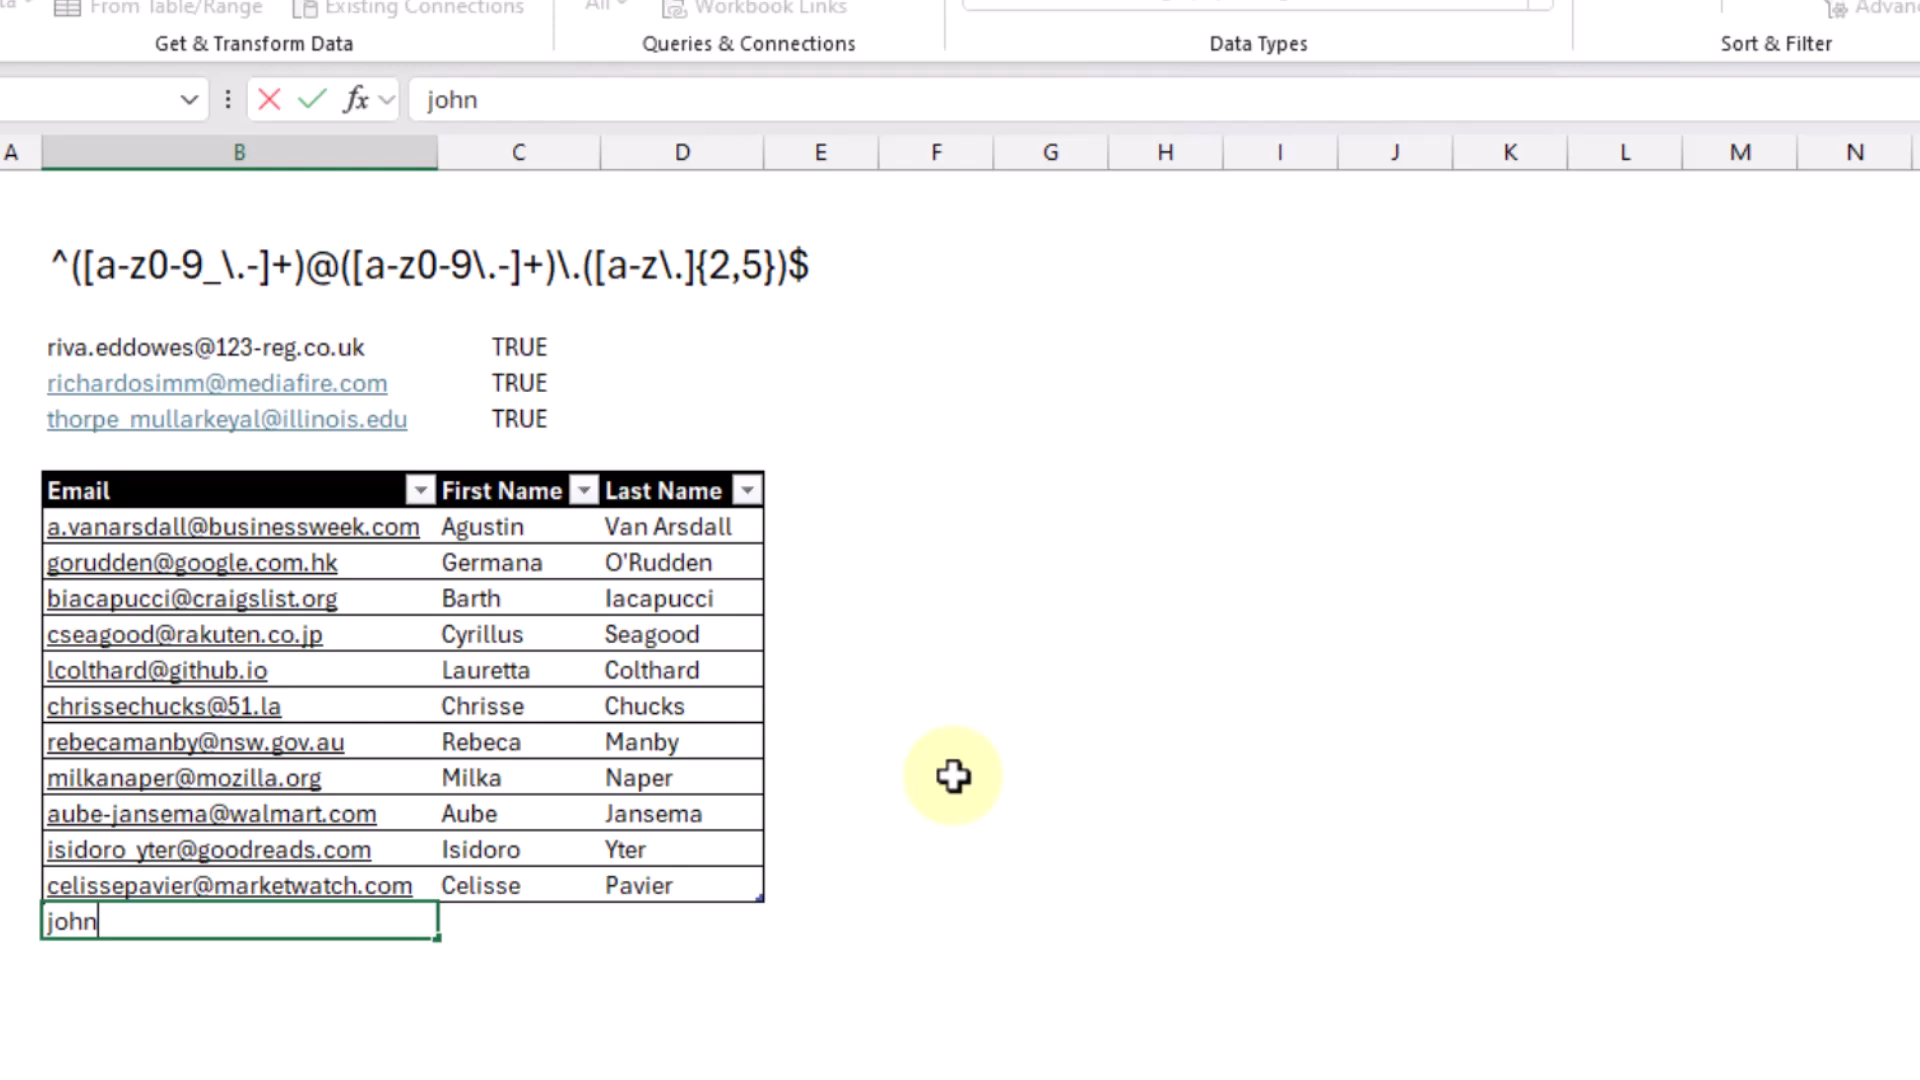 From Table/Range
Existing Connections
All
Workbook Links
Get & Transform Data
Queries & Connections
Data Types
Sort & Filter
fx
john
A B C D E F G H I J K L M N
^([a-z0-9_\.-]+)@([a-z0-9\.-]+)\.([a-z\.]{2,5})$
riva.eddowes@123-reg.co.uk TRUE
richardosimm@mediafire.com TRUE
thorpe_mullarkeyal@illinois.edu TRUE
Email First Name Last Name
a.vanarsdall@businessweek.com Agustin Van Arsdall
gorudden@google.com.hk Germana O'Rudden
biacapucci@craigslist.org Barth Iacapucci
cseagood@rakuten.co.jp Cyrillus Seagood
lcolthard@github.io Lauretta Colthard
chrissechucks@51.la Chrisse Chucks
rebecamanby@nsw.gov.au Rebeca Manby
milkanaper@mozilla.org Milka Naper
aube-jansema@walmart.com Aube Jansema
isidoro_yter@goodreads.com Isidoro Yter
celissepavier@marketwatch.com Celisse Pavier
john